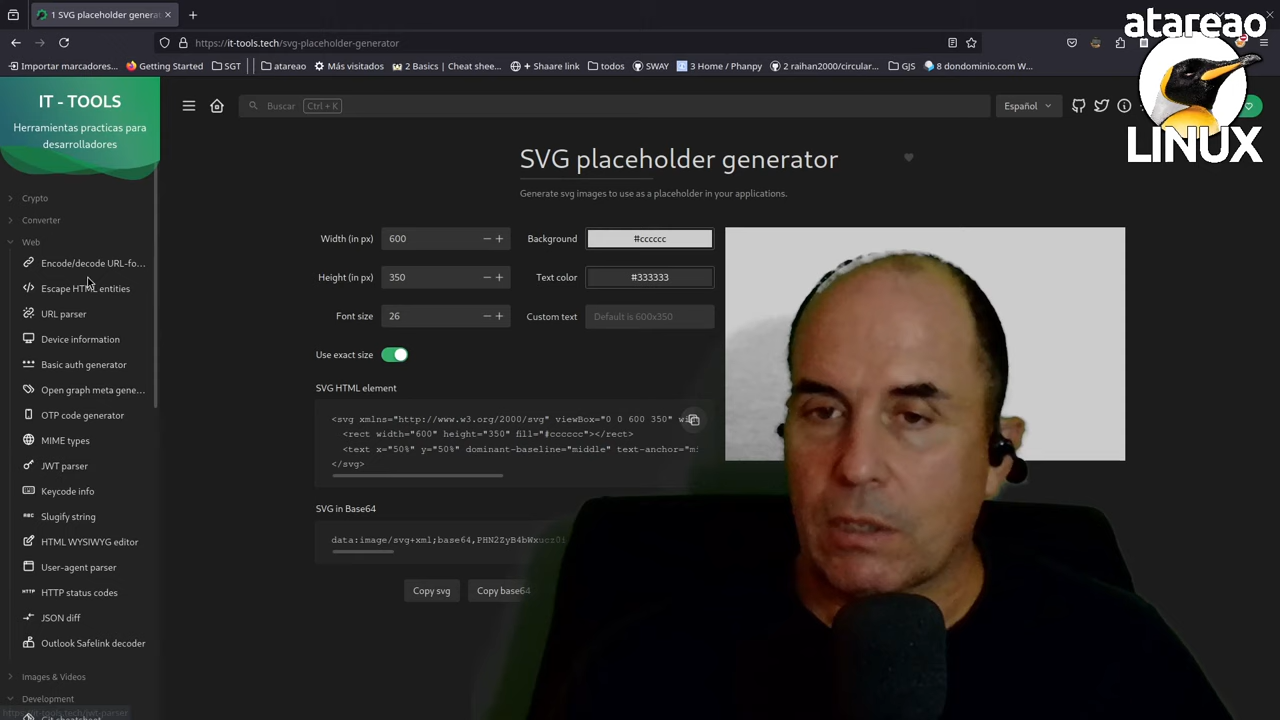 1 SVG placeholder generat
https://it-tools.tech/svg-placeholder-generator
Importar marcadores...
Getting Started
SGT
atareao
Más visitados
2 Basics | Cheat shee...
+ Shaare link
todos
SWAY
3 Home / Phanpy
2 raihan2000/circular...
GJS
8 dondominio.com W...
atareao
LINUX
IT - TOOLS
Herramientas practicas para
desarrolladores
Buscar
Ctrl + K
Español
Crypto
Converter
Web
Encode/decode URL-fo...
Escape HTML entities
URL parser
Device information
Basic auth generator
Open graph meta gene...
OTP code generator
MIME types
JWT parser
Keycode info
Slugify string
HTML WYSIWYG editor
User-agent parser
HTTP status codes
JSON diff
Outlook Safelink decoder
Images & Videos
Development
https://it-tools.tech/jwt-parser
SVG placeholder generator
Generate svg images to use as a placeholder in your applications.
Width (in px)
600
Background
#cccccc
Height (in px)
350
Text color
#333333
Font size
26
Custom text
Default is 600x350
Use exact size
SVG HTML element
<svg xmlns="http://www.w3.org/2000/svg" viewBox="0 0 600 350"
<rect width="600" height="350" fill="#cccccc"></rect>
<text x="50%" y="50%" dominant-baseline="middle" text-anchor="mi
</svg>
SVG in Base64
data:image/svg+xml;base64,
Copy svg
Copy base64